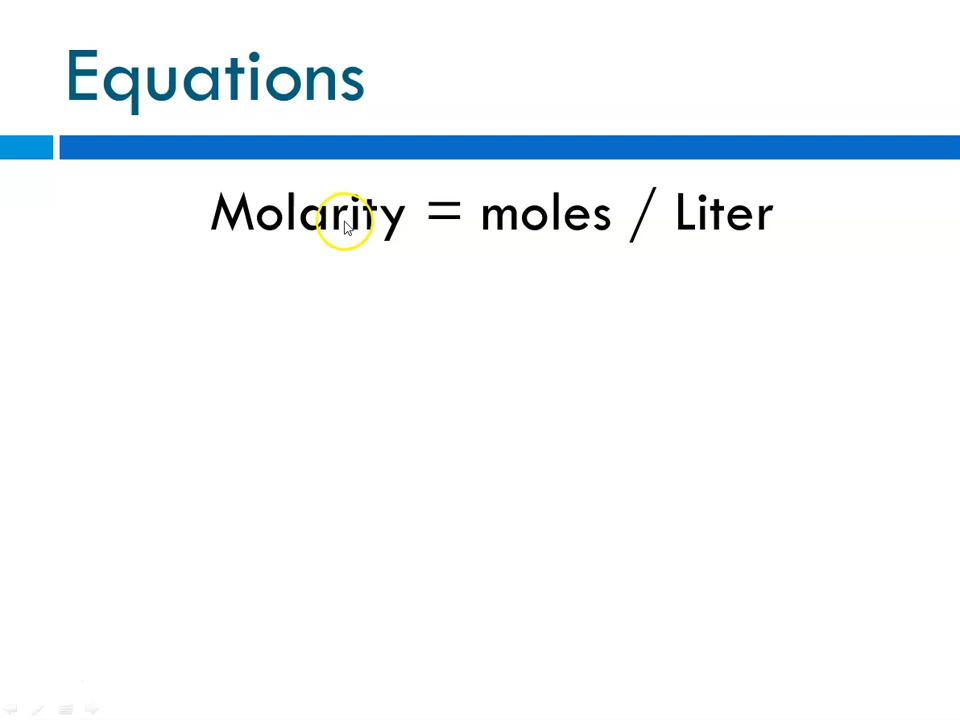 Equations
Molarity = moles / Liter